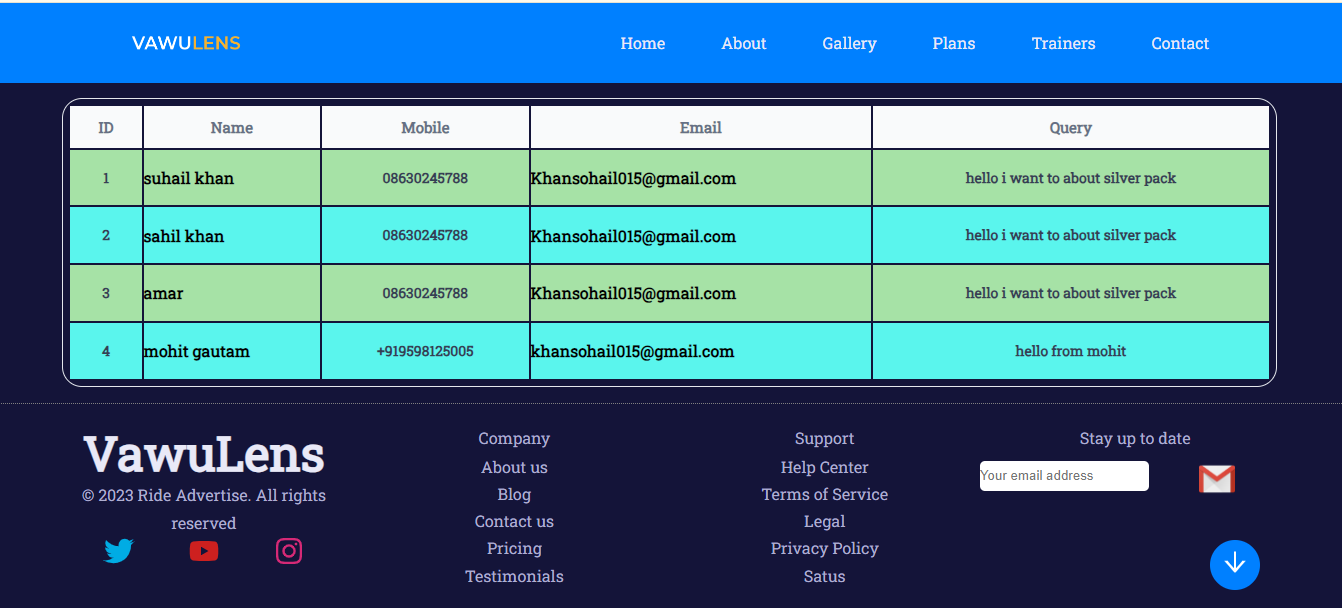 VAWULENS Home About Gallery Plans Trainers Contact
ID Name Mobile Email Query
1 suhail khan 08630245788 Khansohail015@gmail.com hello i want to about silver pack
2 sahil khan 08630245788 Khansohail015@gmail.com hello i want to about silver pack
3 amar 08630245788 Khansohail015@gmail.com hello i want to about silver pack
4 mohit gautam +919598125005 khansohail015@gmail.com hello from mohit
VawuLens
© 2023 Ride Advertise. All rights
reserved
Company
About us
Blog
Contact us
Pricing
Testimonials
Support
Help Center
Terms of Service
Legal
Privacy Policy
Satus
Stay up to date
Your email address